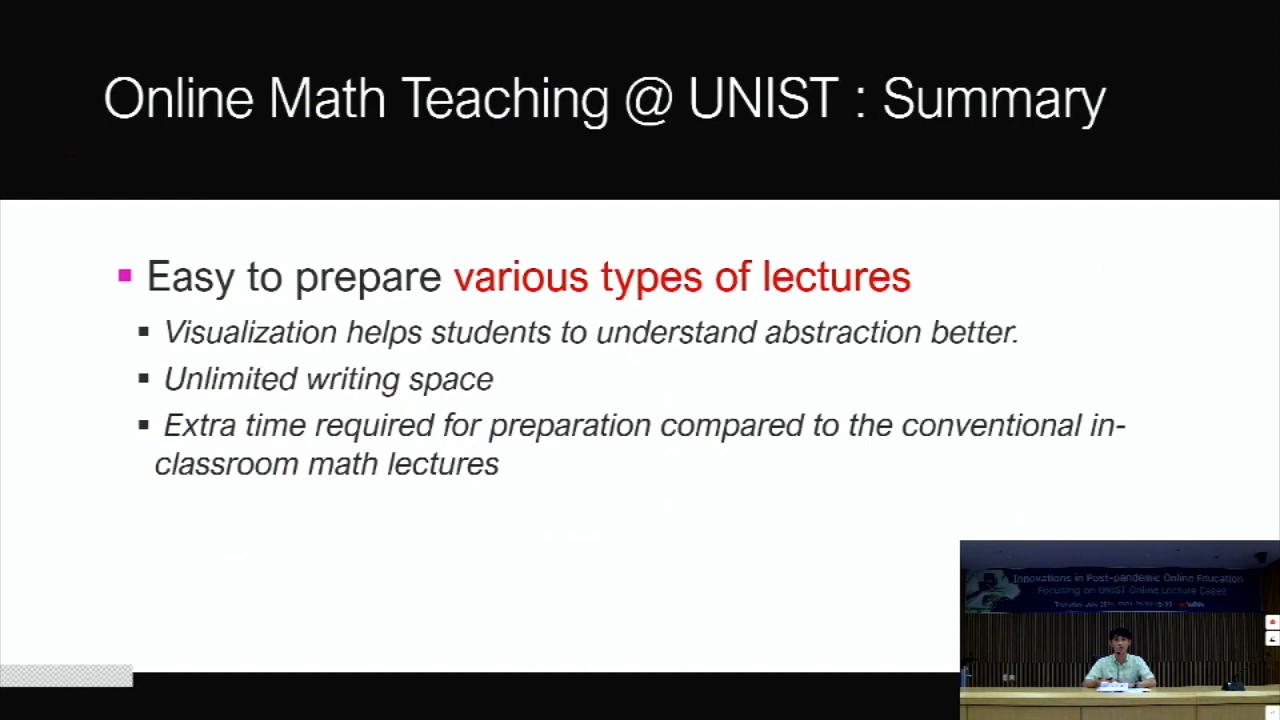 Online Math Teaching @ UNIST : Summary
Easy to prepare various types of lectures
Visualization helps students to understand abstraction better.
Unlimited writing space
Extra time required for preparation compared to the conventional in-
classroom math lectures
Innovations in Post-pandemic Online Education
: Focusing on UNIST Online Lecture Cases